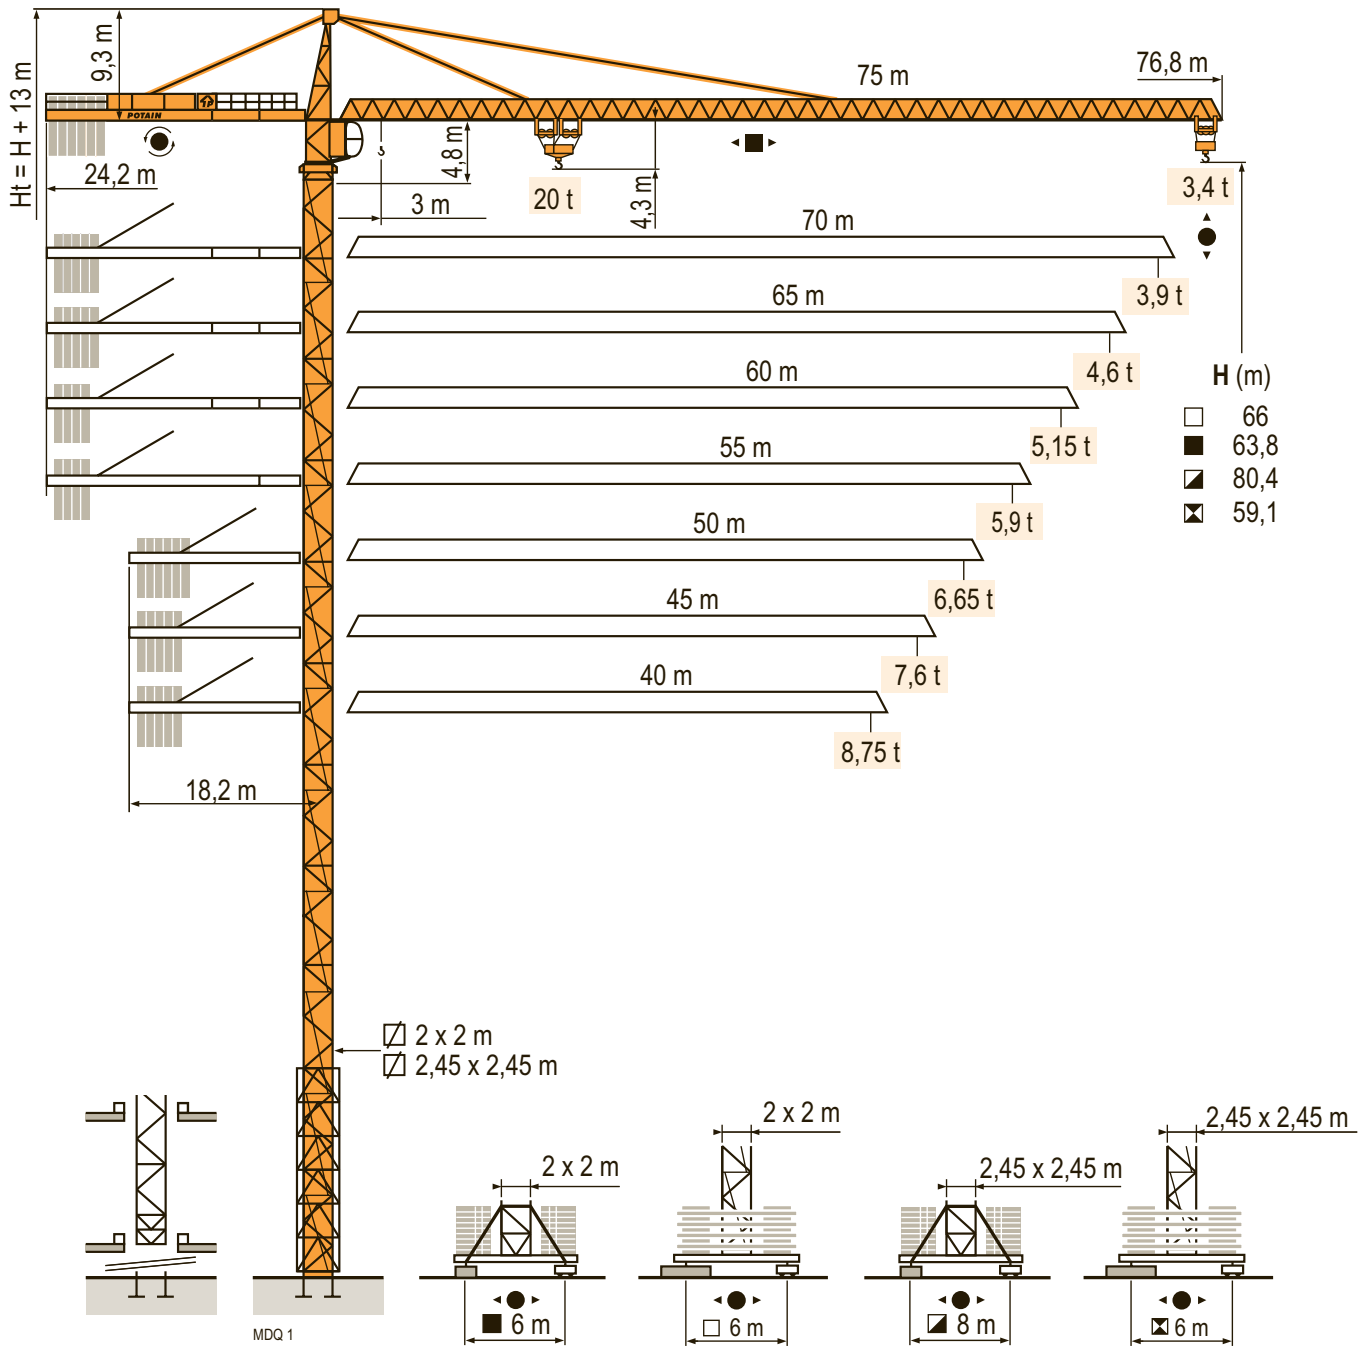 Ht = H + 13 m
9,3 m
75 m
76,8 m
POTAIN
24,2 m
4,8 m
3 m
20 t
4,3 m
3,4 t
70 m
3,9 t
65 m
4,6 t
H (m)
66
63,8
80,4
59,1
60 m
5,15 t
55 m
5,9 t
50 m
6,65 t
45 m
7,6 t
40 m
8,75 t
18,2 m
2 x 2 m
2,45 x 2,45 m
2 x 2 m
2 x 2 m
2,45 x 2,45 m
2,45 x 2,45 m
6 m
6 m
8 m
6 m
MDQ 1